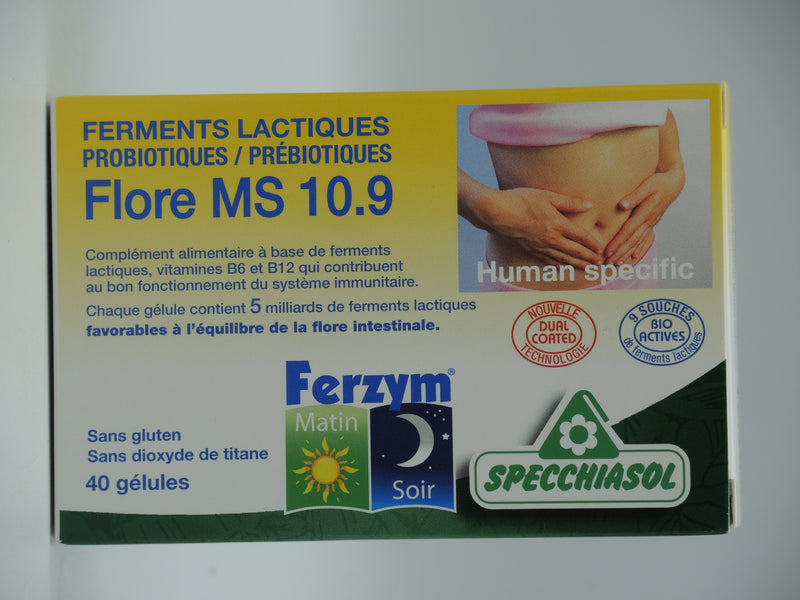 FERMENTS LACTIQUES
PROBIOTIQUES / PRÉBIOTIQUES
Flore MS 10.9
Complément alimentaire à base de ferments
lactiques, vitamines B6 et B12 qui contribuent
au bon fonctionnement du système immunitaire.
Chaque gélule contient 5 milliards de ferments lactiques
favorables à l'équilibre de la flore intestinale.
Human specific
NOUVELLE
DUAL
COATED
TECHNOLOGIE
9 SOUCHES
BIO
ACTIVES
de ferments lactiques
Ferzym®
Matin
Soir
Sans gluten
Sans dioxyde de titane
40 gélules
SPECCHIASOL